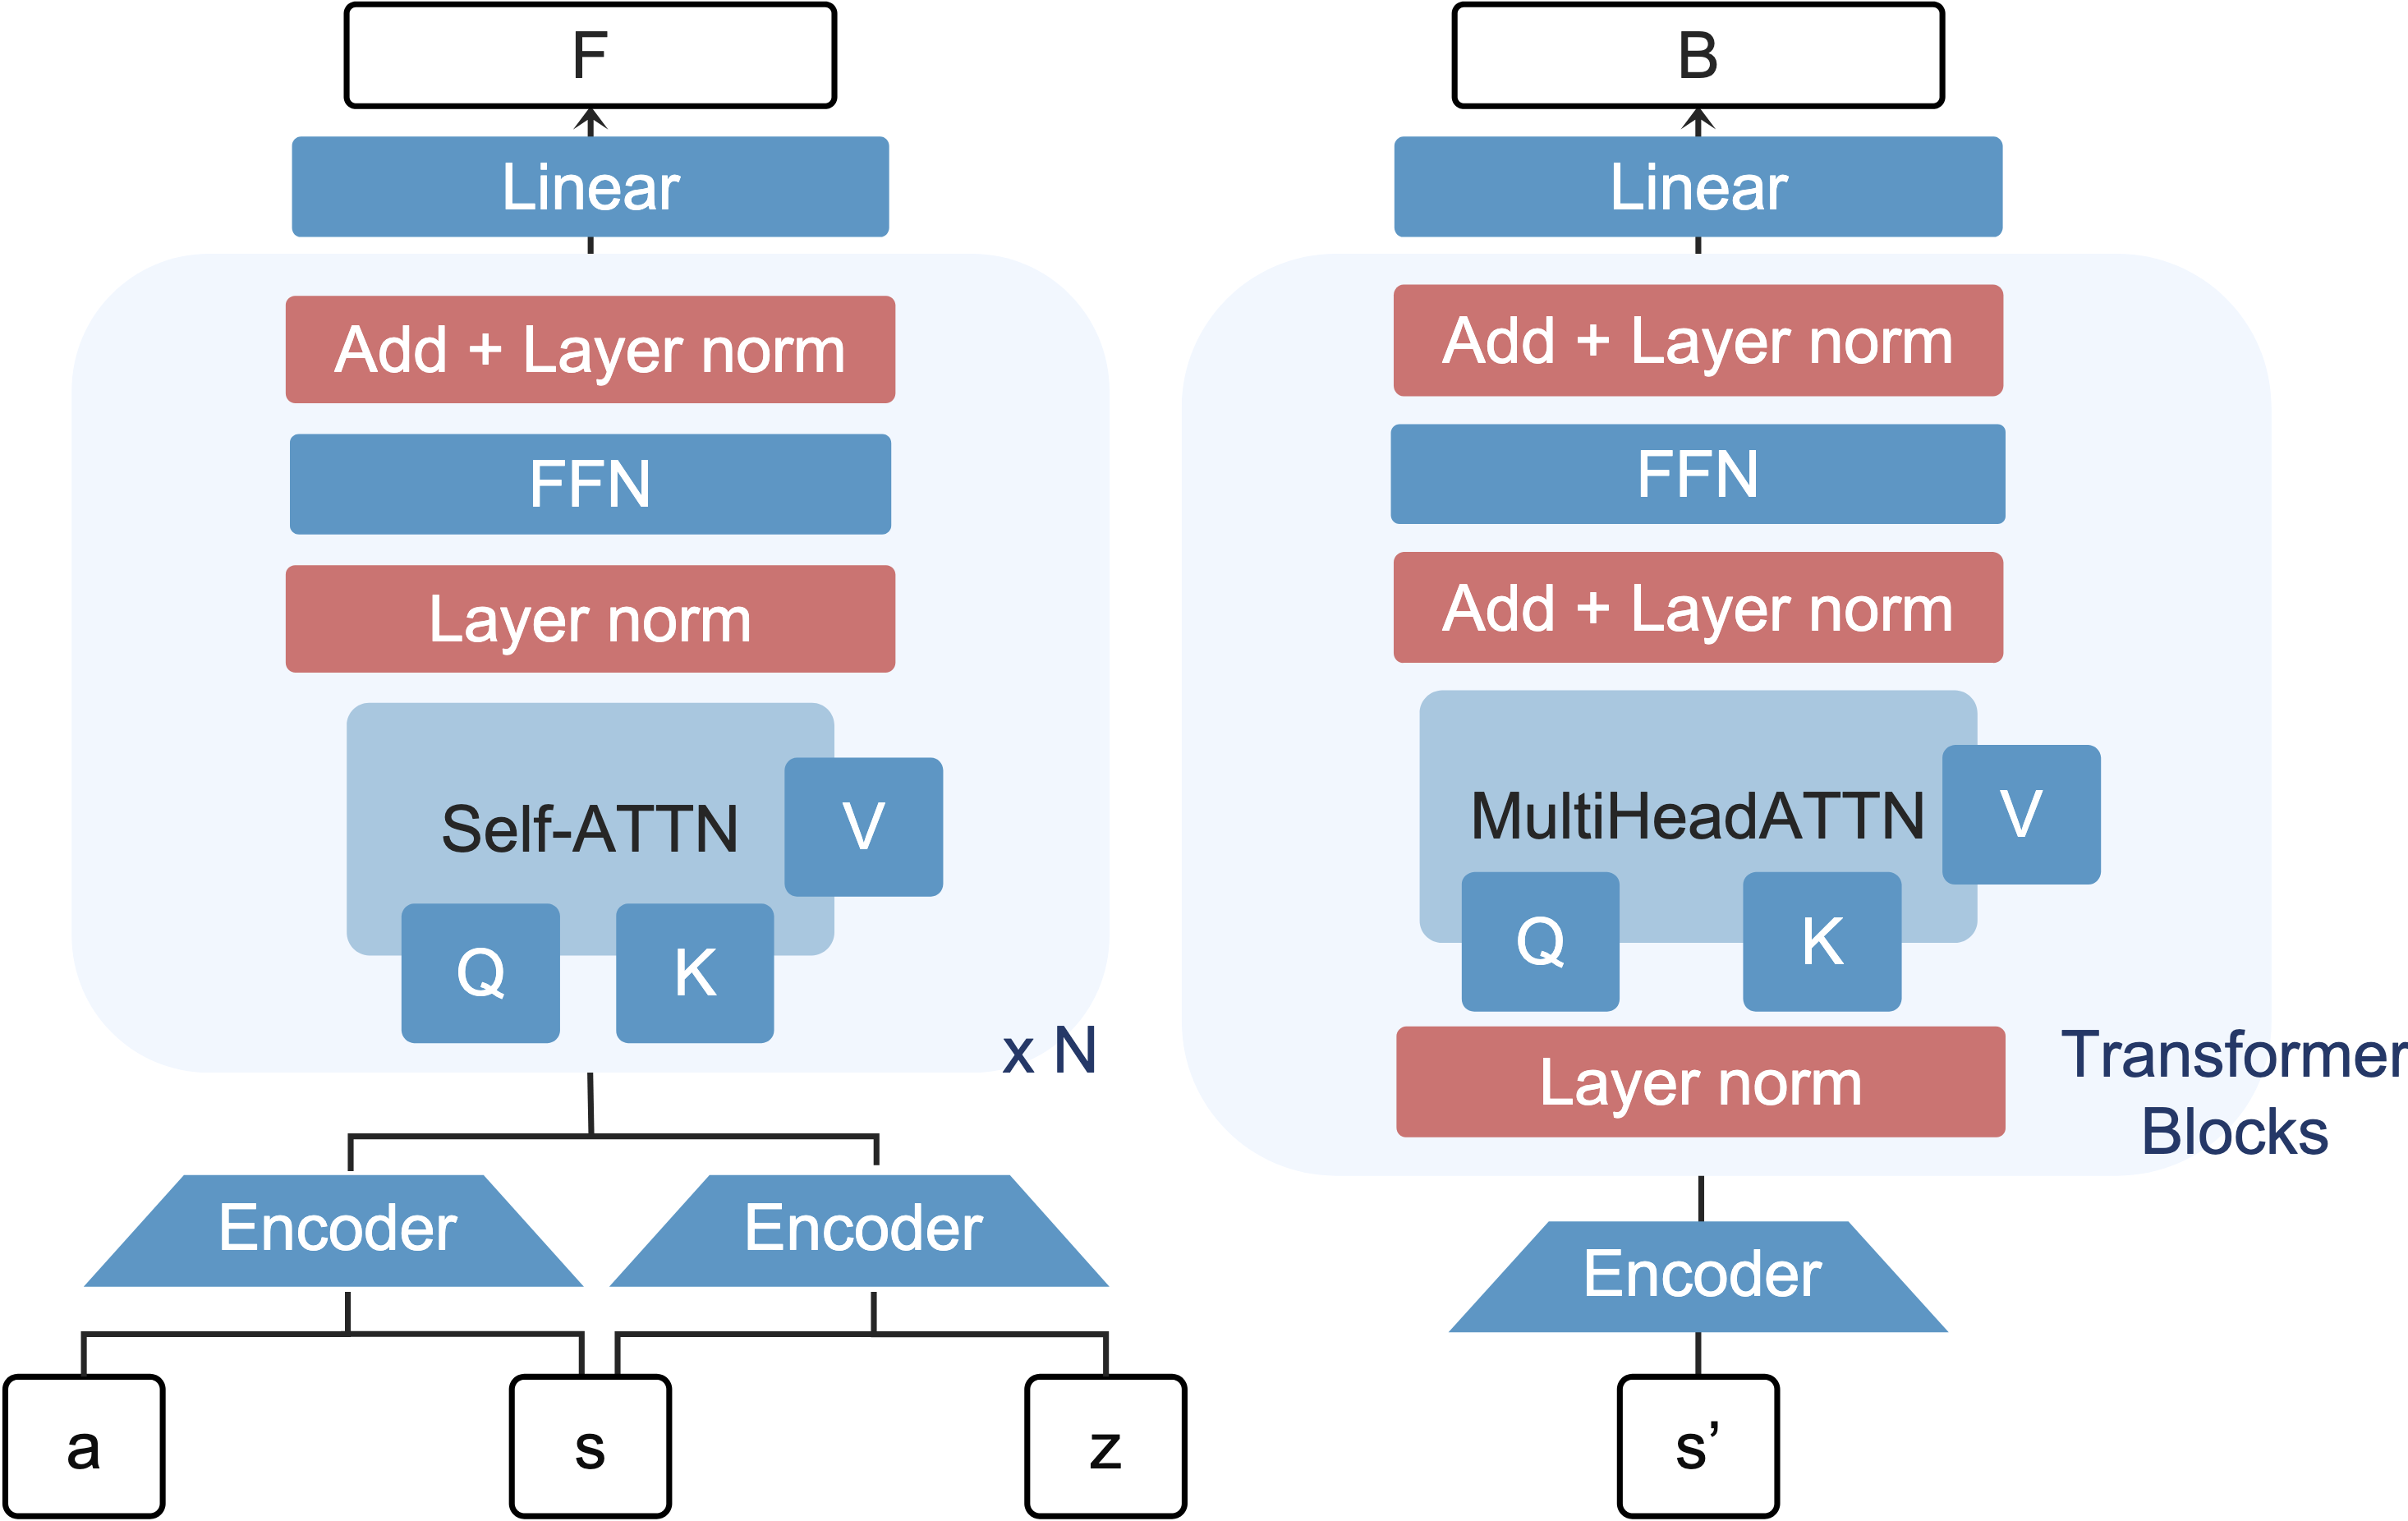 F
Linear
Add + Layer norm
FFN
Layer norm
Self-ATTN
V
Q
K
x N
Encoder
Encoder
a
s
z
B
Linear
Add + Layer norm
FFN
Add + Layer norm
MultiHeadATTN
V
Q
K
Layer norm
Transformer
Blocks
Encoder
s’